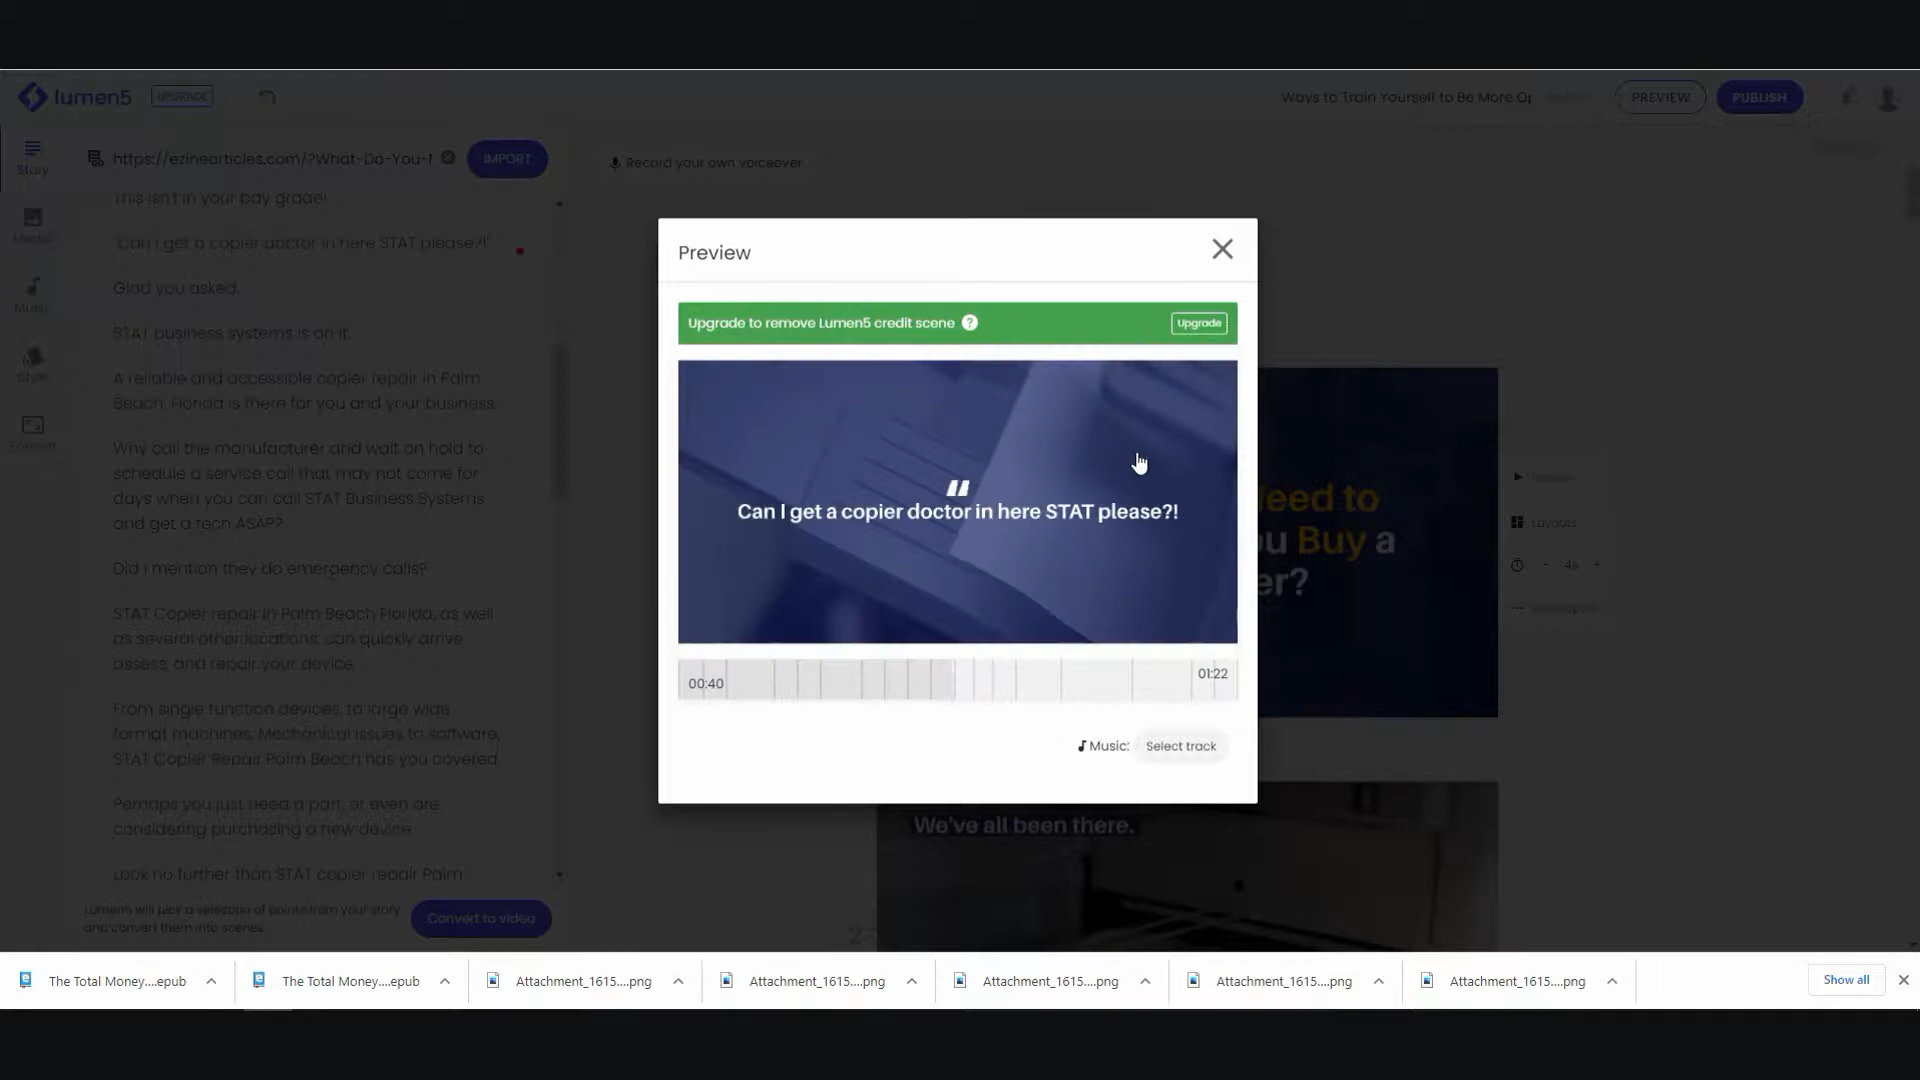 lumen5
UPGRADE
Ways to Train Yourself to Be More Op
PREVIEW
PUBLISH
Story
https://ezinearticles.com/?What-Do-You-
IMPORT
Record your own voiceover
Media
Music
Style
Format
This isn't in your pay grade!
"Can I get a copier doctor in here STAT please?!"
Glad you asked.
STAT business systems is on it.
A reliable and accessible copier repair in Palm
Beach, Florida is there for you and your business.
Why call the manufacturer and wait on hold to
schedule a service call that may not come for
days when you can call STAT Business Systems
and get a tech ASAP?
Did I mention they do emergency calls?
STAT Copier repair in Palm Beach Florida, as well
as several other locations, can quickly arrive
assess, and repair your device.
From single function devices, to large wide
format machines. Mechanical issues to software,
STAT Copier Repair Palm Beach has you covered.
Perhaps you just need a part, or even are
considering purchasing a new device.
Look no further than STAT copier repair Palm
Lumen5 will pick a selection of points from your story
and convert them into scenes.
Convert to video
Preview
Upgrade to remove Lumen5 credit scene ?
Upgrade
Can I get a copier doctor in here STAT please?!
00:40
01:22
Music:
Select track
eed to
u Buy a
er?
Layouts
- 4s +
We've all been there.
The Total Money....epub
The Total Money....epub
Attachment_1615....png
Attachment_1615....png
Attachment_1615....png
Attachment_1615....png
Attachment_1615....png
Show all